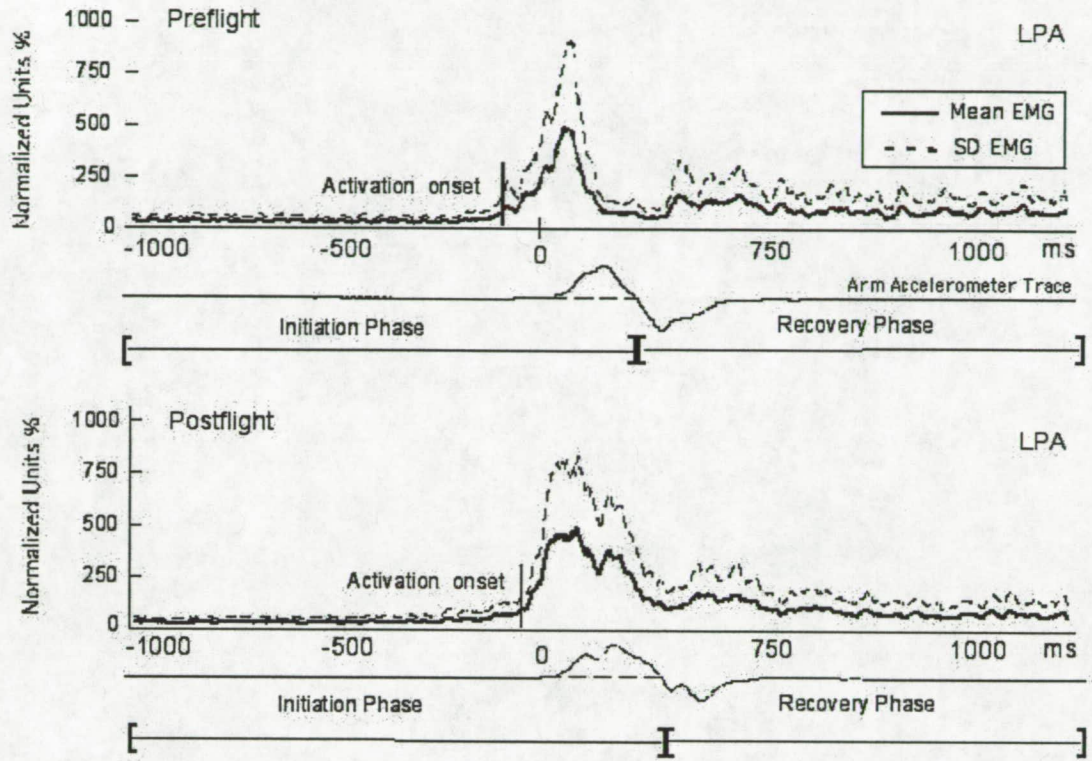 1000
Preflight
LPA
750
500
250
0
Normalized Units %
Mean EMG
SD EMG
Activation onset
-1000 -500 0 750 1000 ms
Arm Accelerometer Trace
Initiation Phase
Recovery Phase
1000
Postflight
LPA
750
500
250
0
Normalized Units %
Activation onset
-1000 -500 0 750 1000 ms
Initiation Phase
Recovery Phase